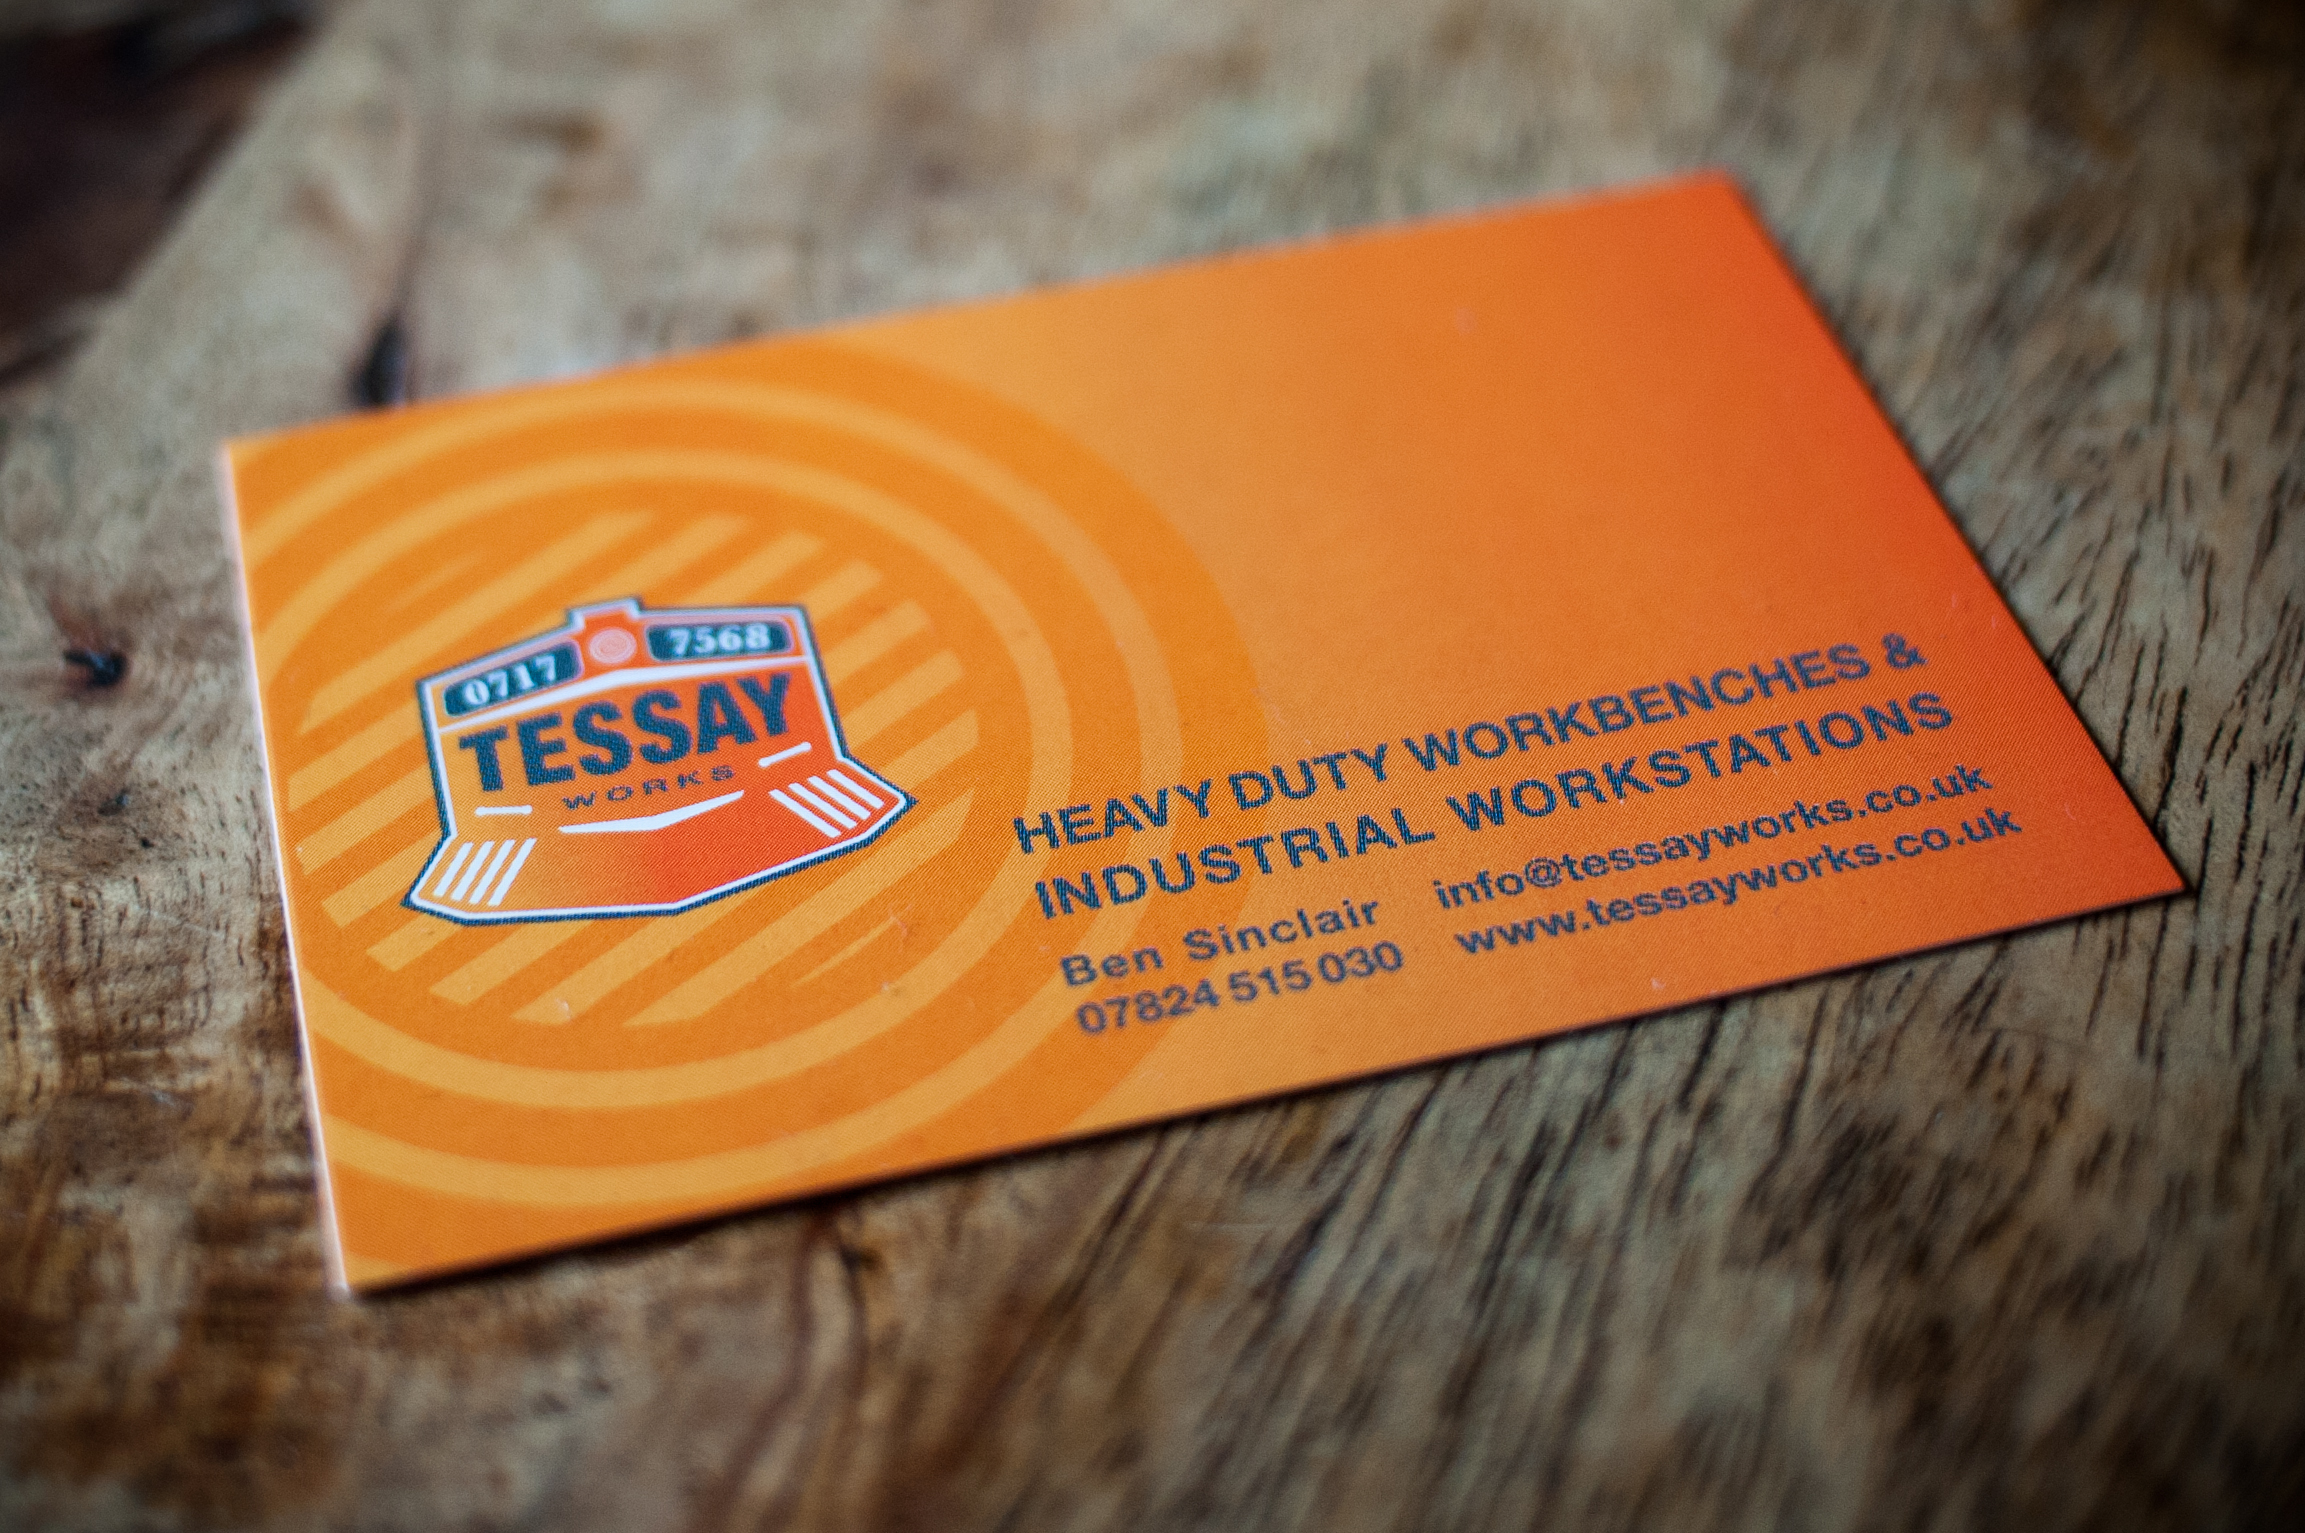 0717 7568
TESSAY
WORKS
HEAVY DUTY WORKBENCHES &
INDUSTRIAL WORKSTATIONS
Ben Sinclair info@tessayworks.co.uk
07824 515 030 www.tessayworks.co.uk